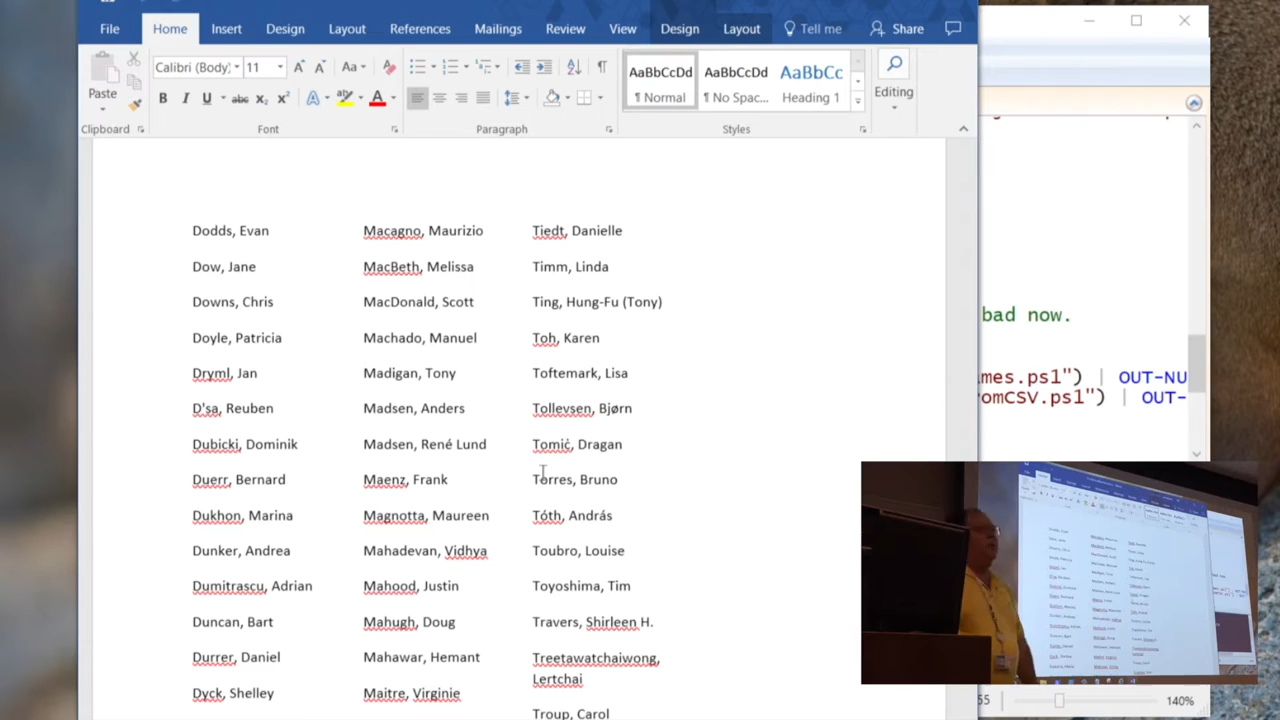 File Home Insert Design Layout References Mailings Review View Design Layout Tell me Share
Calibri (Body) 11 Aa AaBbCcDd AaBbCcDd AaBbCc
Paste B I U abc x₂ x² A A ¶ Normal ¶ No Spac... Heading 1 Editing
Clipboard Font Paragraph Styles
Dodds, Evan Macagno, Maurizio Tiedt, Danielle
Dow, Jane MacBeth, Melissa Timm, Linda
Downs, Chris MacDonald, Scott Ting, Hung-Fu (Tony)
Doyle, Patricia Machado, Manuel Toh, Karen
Dryml, Jan Madigan, Tony Toftemark, Lisa
D'sa, Reuben Madsen, Anders Tollevsen, Bjørn
Dubicki, Dominik Madsen, René Lund Tomić, Dragan
Duerr, Bernard Maenz, Frank Torres, Bruno
Dukhon, Marina Magrotta, Maureen Tóth, András
Dunker, Andrea Mahadevan, Vidhya Toubro, Louise
Dumitrascu, Adrian Mahood, Justin Toyoshima, Tim
Duncan, Bart Mahugh, Doug Travers, Shirleen H.
Durrer, Daniel Mahawar, Hemant Treetawatchaiwong,
Lertchai
Dyck, Shelley Maitre, Virginie
Troup, Carol
bad now.
mes.ps1") | OUT-NU
omCSV.ps1") | OUT-
55 140%